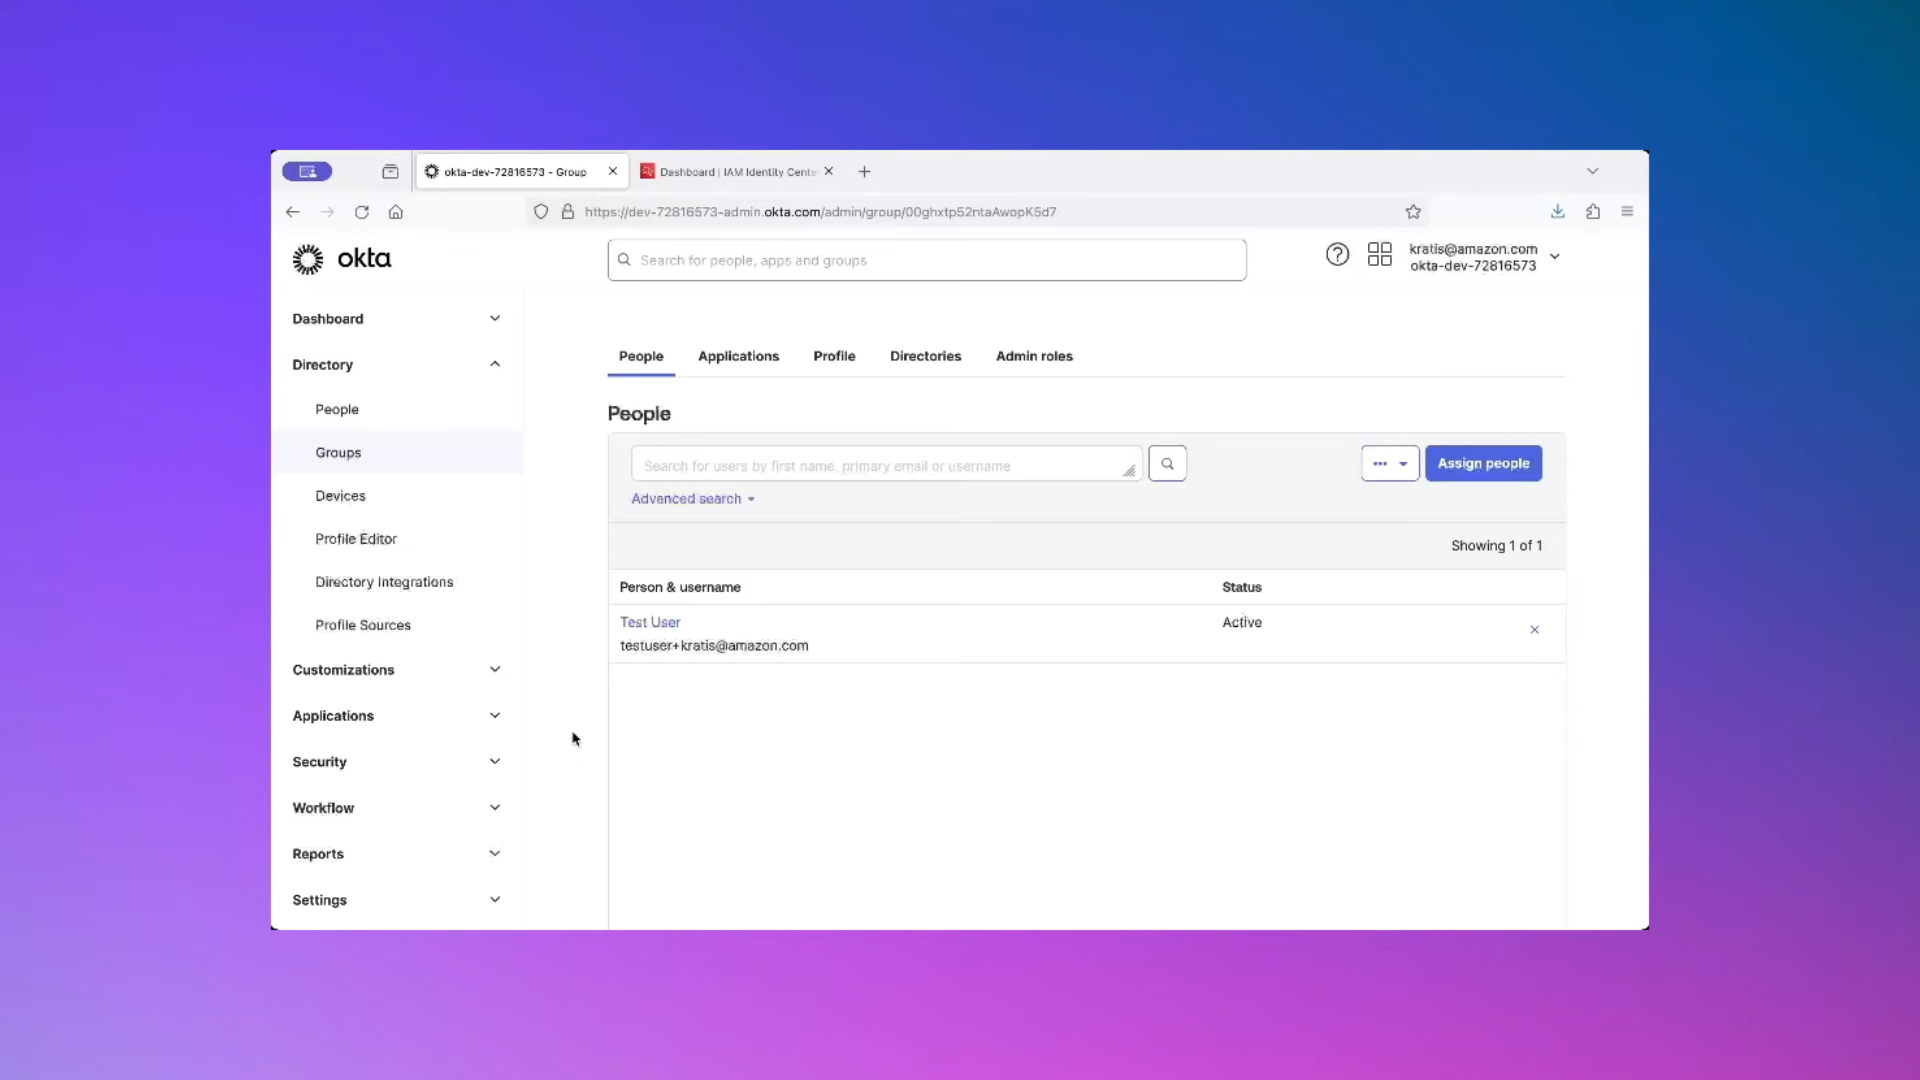 okta-dev-72816573 - Group
Dashboard | IAM Identity Cente
https://dev-72816573-admin.okta.com/admin/group/00ghxtp52ntaAwopK5d7
okta
Search for people, apps and groups
kratis@amazon.com
okta-dev-72816573
Dashboard
Directory
People
Groups
Devices
Profile Editor
Directory Integrations
Profile Sources
Customizations
Applications
Security
Workflow
Reports
Settings
People Applications Profile Directories Admin roles
People
Search for users by first name, primary email or username
Assign people
Advanced search
Showing 1 of 1
Person & username Status
Test User Active
testuser+kratis@amazon.com